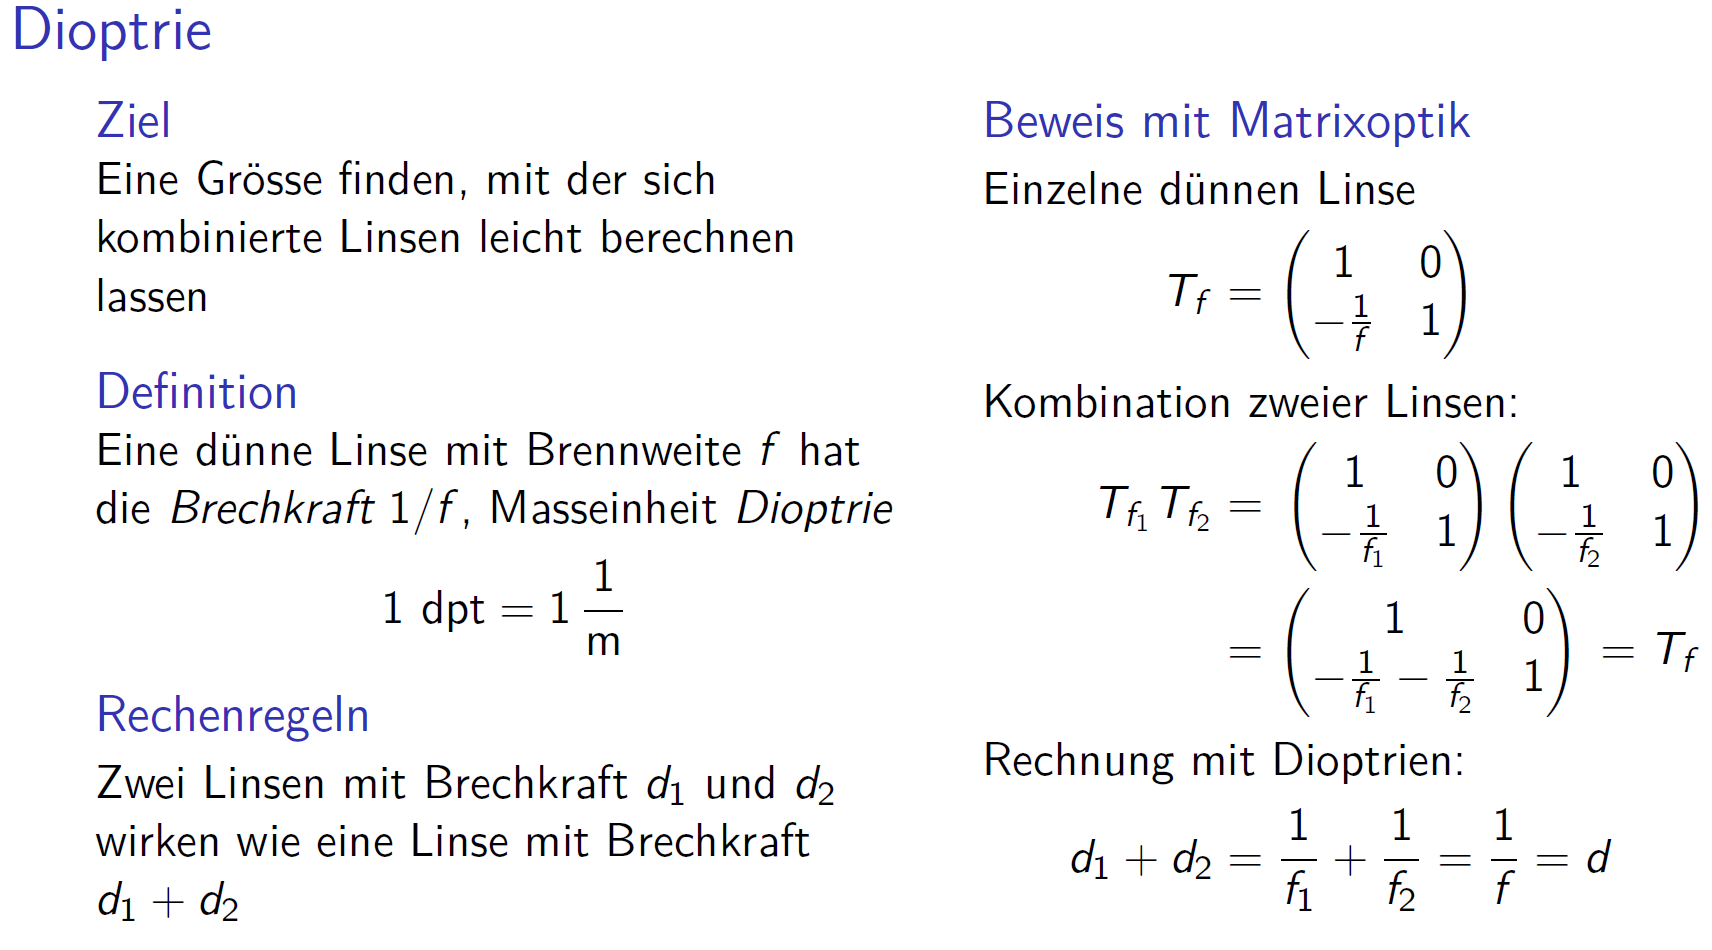 Dioptrie
Ziel
Eine Grösse finden, mit der sich
kombinierte Linsen leicht berechnen
lassen
Definition
Eine dünne Linse mit Brennweite f hat
die Brechkraft 1/f, Masseinheit Dioptrie
1 dpt = 1 \frac{1}{m}
Rechenregeln
Zwei Linsen mit Brechkraft d_1 und d_2
wirken wie eine Linse mit Brechkraft
d_1 + d_2
Beweis mit Matrixoptik
Einzelne dünnen Linse
T_f = \begin{pmatrix} 1 & 0 \\ -\frac{1}{f} & 1 \end{pmatrix}
Kombination zweier Linsen:
T_{f_1} T_{f_2} = \begin{pmatrix} 1 & 0 \\ -\frac{1}{f_1} & 1 \end{pmatrix} \begin{pmatrix} 1 & 0 \\ -\frac{1}{f_2} & 1 \end{pmatrix}
= \begin{pmatrix} 1 & 0 \\ -\frac{1}{f_1} - \frac{1}{f_2} & 1 \end{pmatrix} = T_f
Rechnung mit Dioptrien:
d_1 + d_2 = \frac{1}{f_1} + \frac{1}{f_2} = \frac{1}{f} = d